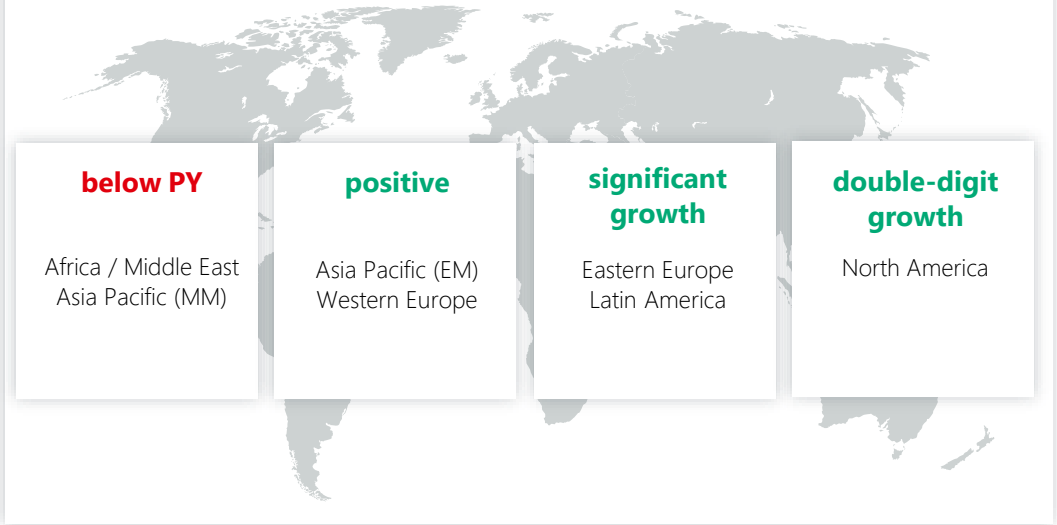 below PY
Africa / Middle East
Asia Pacific (MM)
positive
Asia Pacific (EM)
Western Europe
significant
growth
Eastern Europe
Latin America
double-digit
growth
North America